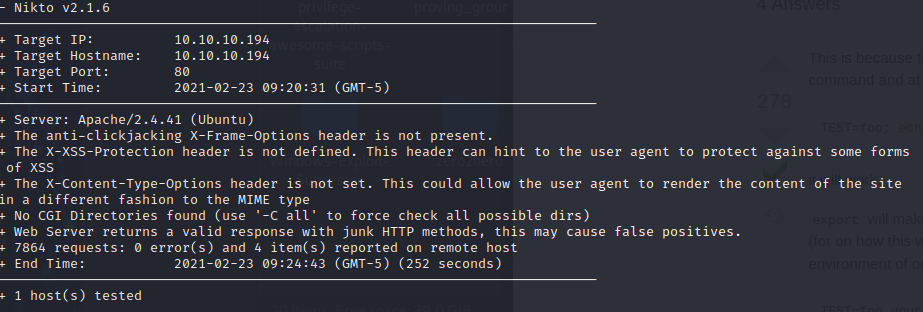 - Nikto v2.1.6
+ Target IP: 10.10.10.194
+ Target Hostname: 10.10.10.194
+ Target Port: 80
+ Start Time: 2021-02-23 09:20:31 (GMT-5)
+ Server: Apache/2.4.41 (Ubuntu)
+ The anti-clickjacking X-Frame-Options header is not present.
+ The X-XSS-Protection header is not defined. This header can hint to the user agent to protect against some forms
of XSS
+ The X-Content-Type-Options header is not set. This could allow the user agent to render the content of the site
in a different fashion to the MIME type
+ No CGI Directories found (use '-C all' to force check all possible dirs)
+ Web Server returns a valid response with junk HTTP methods, this may cause false positives.
+ 7864 requests: 0 error(s) and 4 item(s) reported on remote host
+ End Time: 2021-02-23 09:24:43 (GMT-5) (252 seconds)
+ 1 host(s) tested
privilege-
escalation-
awesome-scripts-
suite
proving_group
4 Answers
This is because
command and at
278
export will
(for on how this
environment of